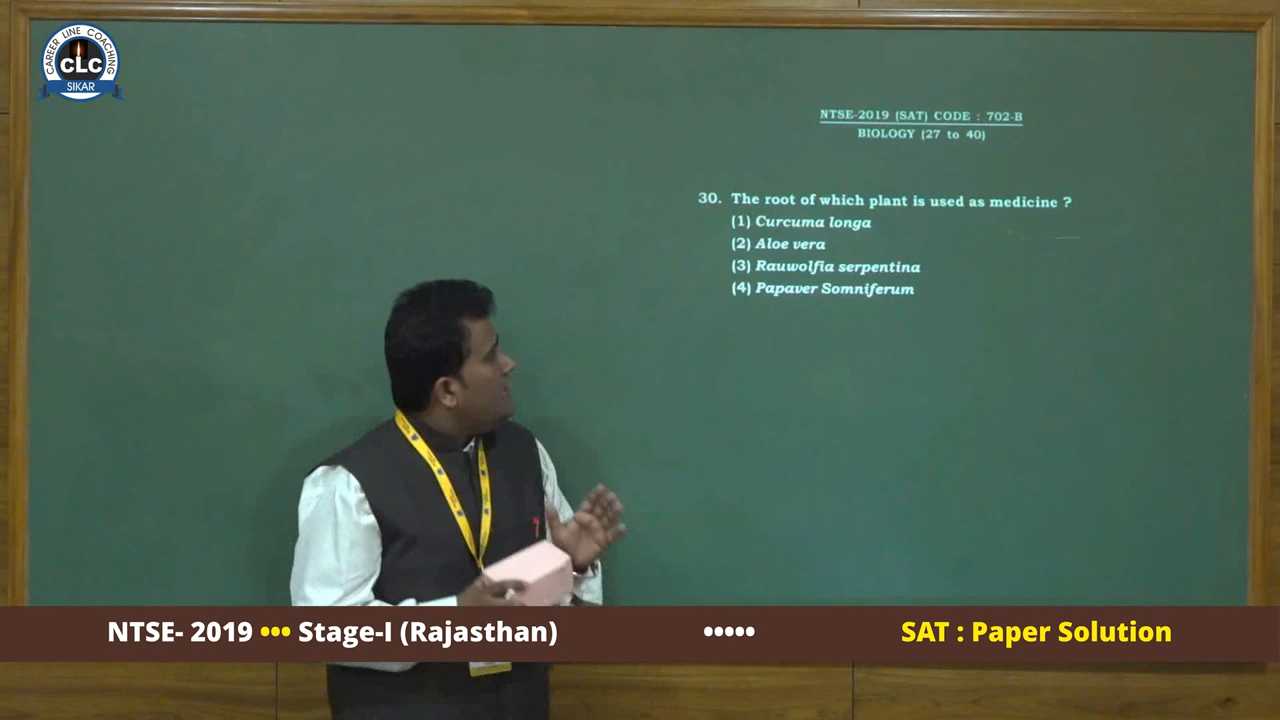 CAREER LINE COACHING
CLC
SIKAR
NTSE-2019 (SAT) CODE : 702-B
BIOLOGY (27 to 40)
30. The root of which plant is used as medicine ?
(1) Curcuma longa
(2) Aloe vera
(3) Rauwolfia serpentina
(4) Papaver Somniferum
NTSE- 2019 ••• Stage-I (Rajasthan) ••••• SAT : Paper Solution